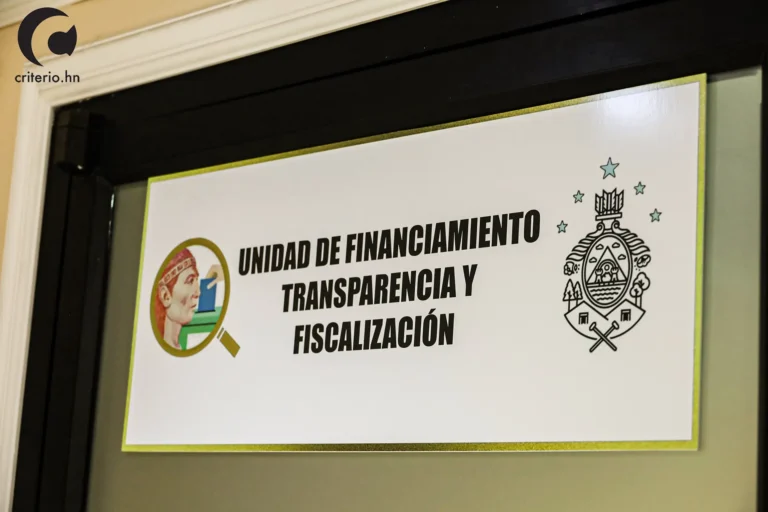 criterio.hn
UNIDAD DE FINANCIAMIENTO
TRANSPARENCIA Y
FISCALIZACIÓN